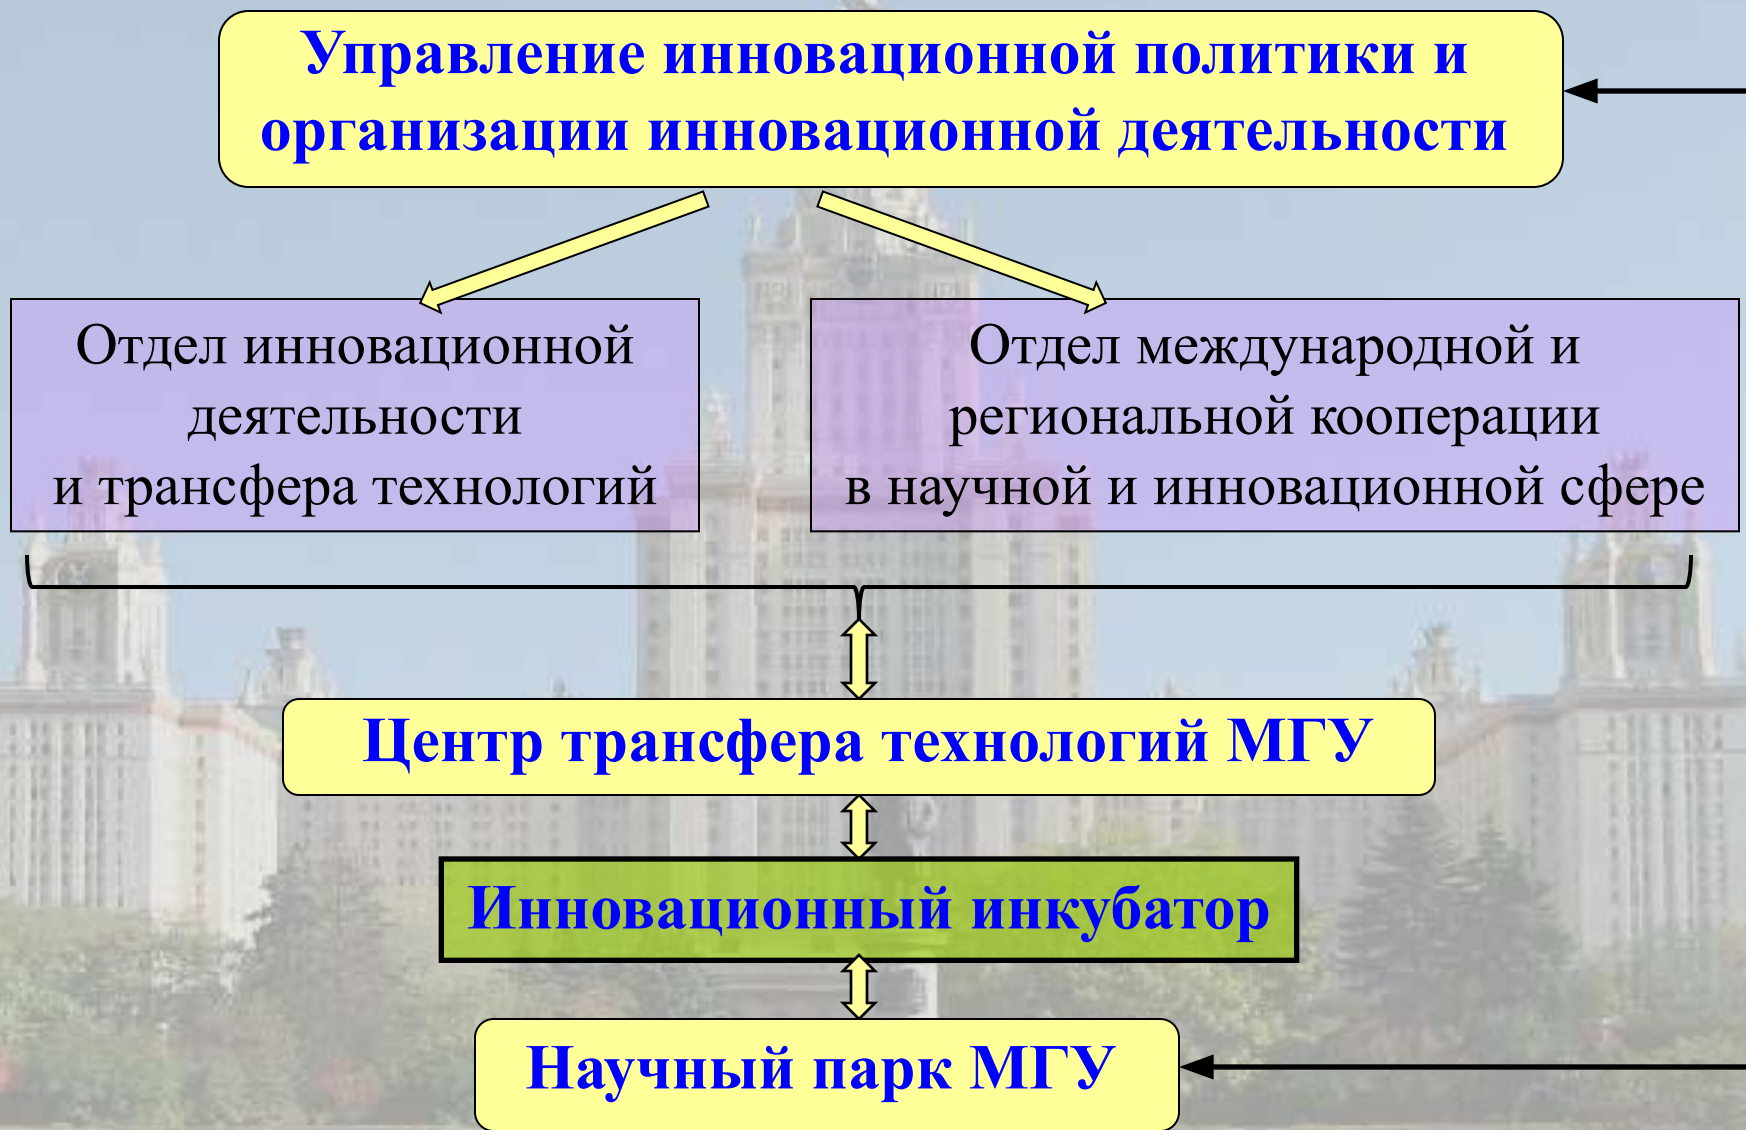 Управление инновационной политики и
организации инновационной деятельности
Отдел инновационной
деятельности
и трансфера технологий
Отдел международной и
региональной кооперации
в научной и инновационной сфере
Центр трансфера технологий МГУ
Инновационный инкубатор
Научный парк МГУ